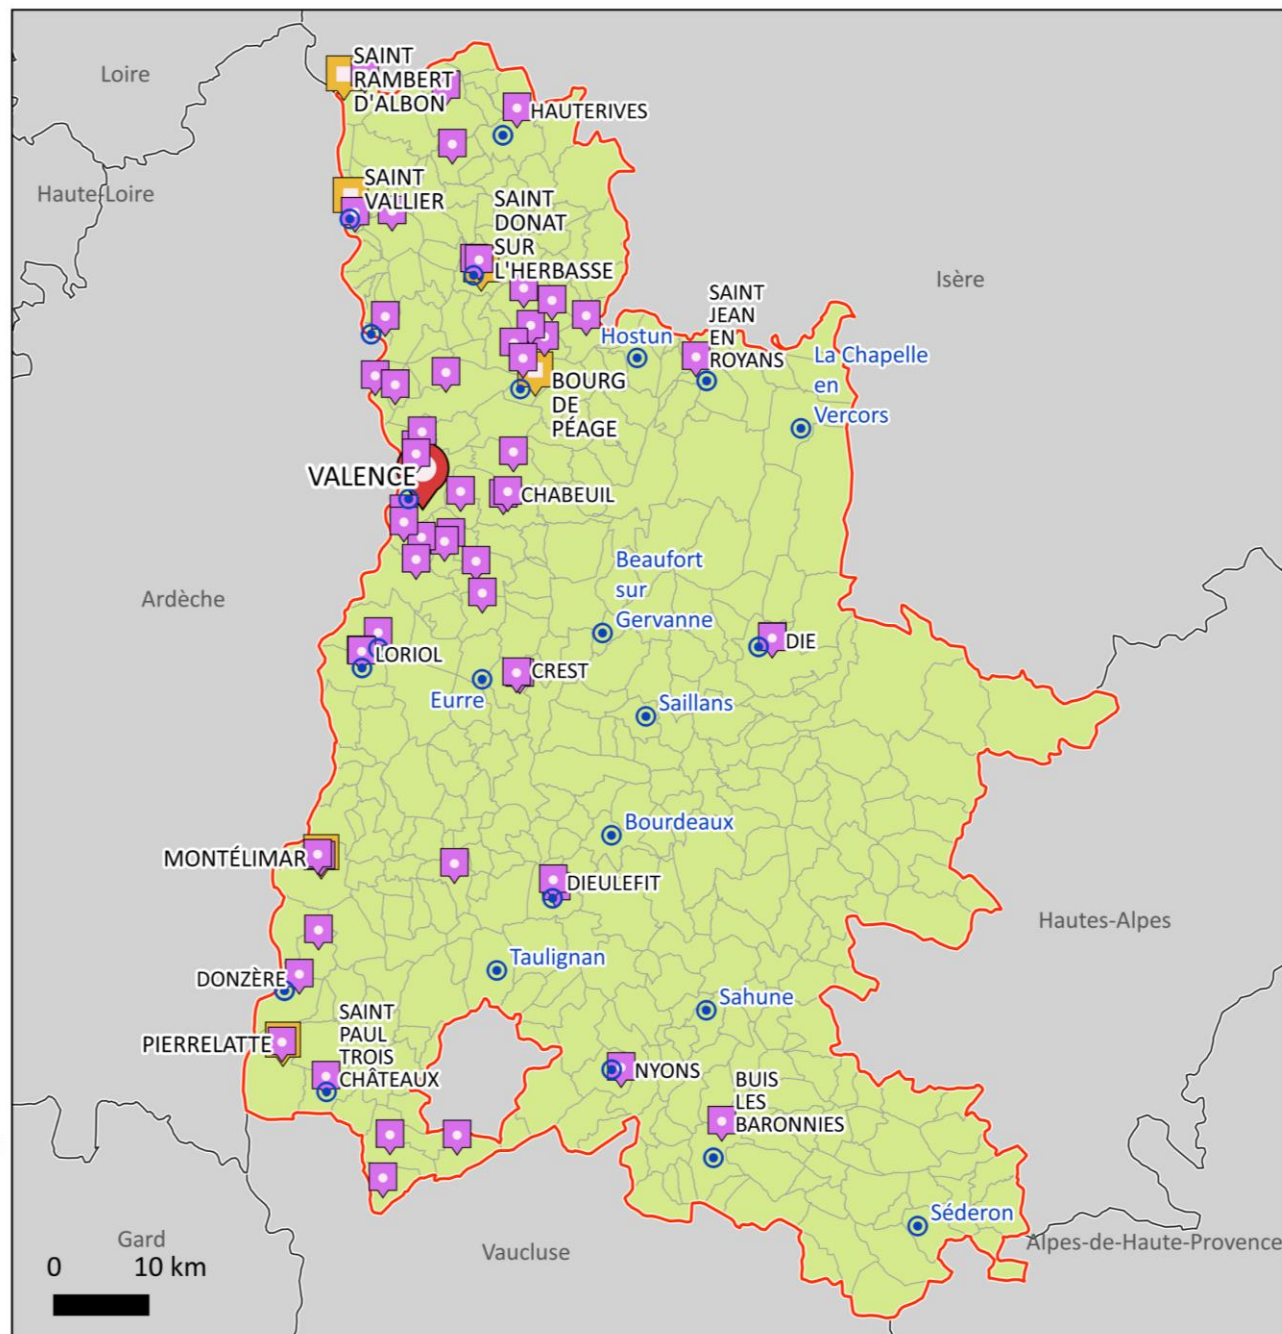 Loire
SAINT
RAMBERT
D'ALBON
HAUTERIVES
Haute-Loire
SAINT
VALLIER
SAINT
DONAT
SUR
L'HERBASSE
Isère
SAINT
JEAN
EN
ROYANS
Hostun
La Chapelle
en
Vercors
BOURG
DE
PÉAGE
VALENCE
CHABEUIL
Ardèche
Beaufort
sur
Gervanne
DIE
LORIOL
CREST
Eurre
Saillans
Bourdeaux
MONTÉLIMAR
DIEULEFIT
Hautes-Alpes
Taulignan
DONZÈRE
Sahune
SAINT
PAUL
TROIS
CHÂTEAUX
PIERRELATTE
NYONS
BUIS
LES
BARONNIES
Séderon
Gard
Vaucluse
Alpes-de-Haute-Provence
0 10 km